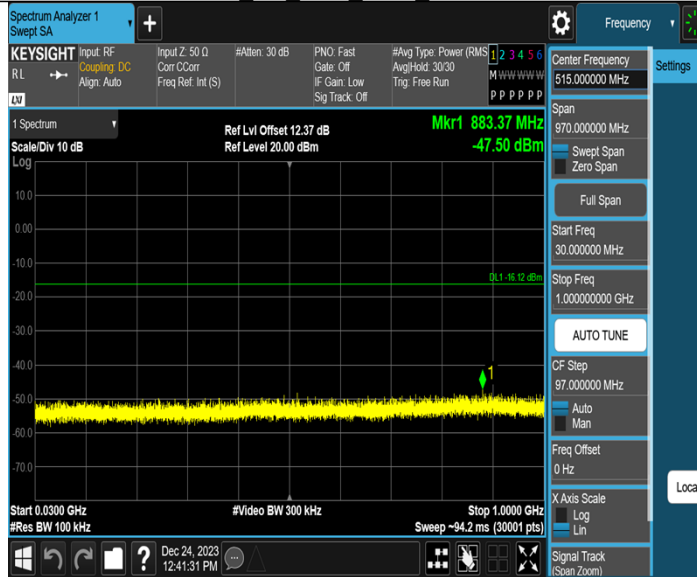 Spectrum Analyzer 1
Swept SA
Frequency
KEYSIGHT
RL
LXI
Input: RF
Coupling: DC
Align: Auto
Input Z: 50 Ω
Corr CCorr
Freq Ref: Int (S)
#Atten: 30 dB
PNO: Fast
Gate: Off
IF Gain: Low
Sig Track: Off
#Avg Type: Power (RMS
Avg|Hold: 30/30
Trig: Free Run
1 2 3 4 5 6
M W W W W W
P P P P P P
Center Frequency
515.000000 MHz
Settings
Span
970.000000 MHz
Swept Span
Zero Span
Full Span
Start Freq
30.000000 MHz
Stop Freq
1.000000000 GHz
AUTO TUNE
CF Step
97.000000 MHz
Auto
Man
Freq Offset
0 Hz
X Axis Scale
Log
Lin
Signal Track
(Span Zoom)
Loca
1 Spectrum
Scale/Div 10 dB
Log
Ref Lvl Offset 12.37 dB
Ref Level 20.00 dBm
Mkr1 883.37 MHz
-47.50 dBm
10.0
0.00
-10.0
DL1 -16.12 dBm
-20.0
-30.0
-40.0
1
-50.0
-60.0
-70.0
Start 0.0300 GHz
#Res BW 100 kHz
#Video BW 300 kHz
Stop 1.0000 GHz
Sweep ~94.2 ms (30001 pts)
?
Dec 24, 2023
12:41:31 PM